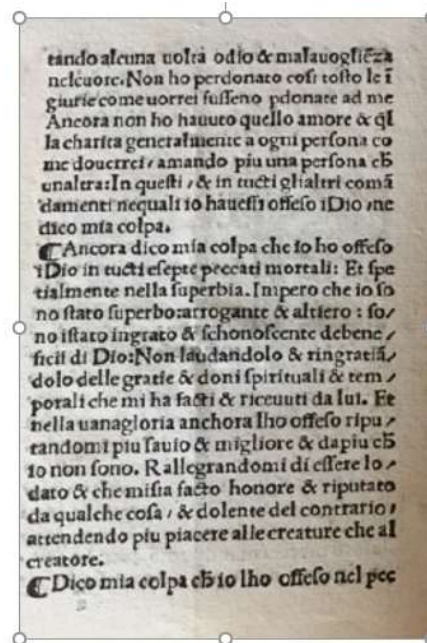 tando alcuna uolta odio & malauogliēza
nelcuore. Non ho perdonato cosi tosto le ī
giurie come uorrei fusseno pdonate ad me
Ancora non ho hauuto quello amore & ql
la charita generalmente a ogni persona co
me douerrei, amando piu una persona ch
unaltra: In questi, & in tucti glialtri comā
damenti nequali io hauessi offeso iDio, ne
dico mia colpa.
Ancora dico mia colpa che io ho offeso
iDio in tucti esepte peccati mortali: Et spe
tialmente nella superbia. Impero che io so
no stato superbo: arrogante & altiero: so/
no istato ingrato & schonoscente debene/
ficii di Dio: Non laudandolo & ringratiā/
dolo delle gratie & doni spirituali & tem/
porali che mi ha facti & riceuuti da lui. Et
nella uanagloria anchora lho offeso ripu/
tandomi piu sauio & migliore & dapiu ch
io non sono. Rallegrandomi di essere lo/
dato & che misia facto honore & riputato
da qualche cosa, & dolente del contrario,
attendendo piu piacere alle creature che al
creatore.
Dico mia colpa ch io lho offeso nel pec